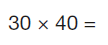 30 × 40 =